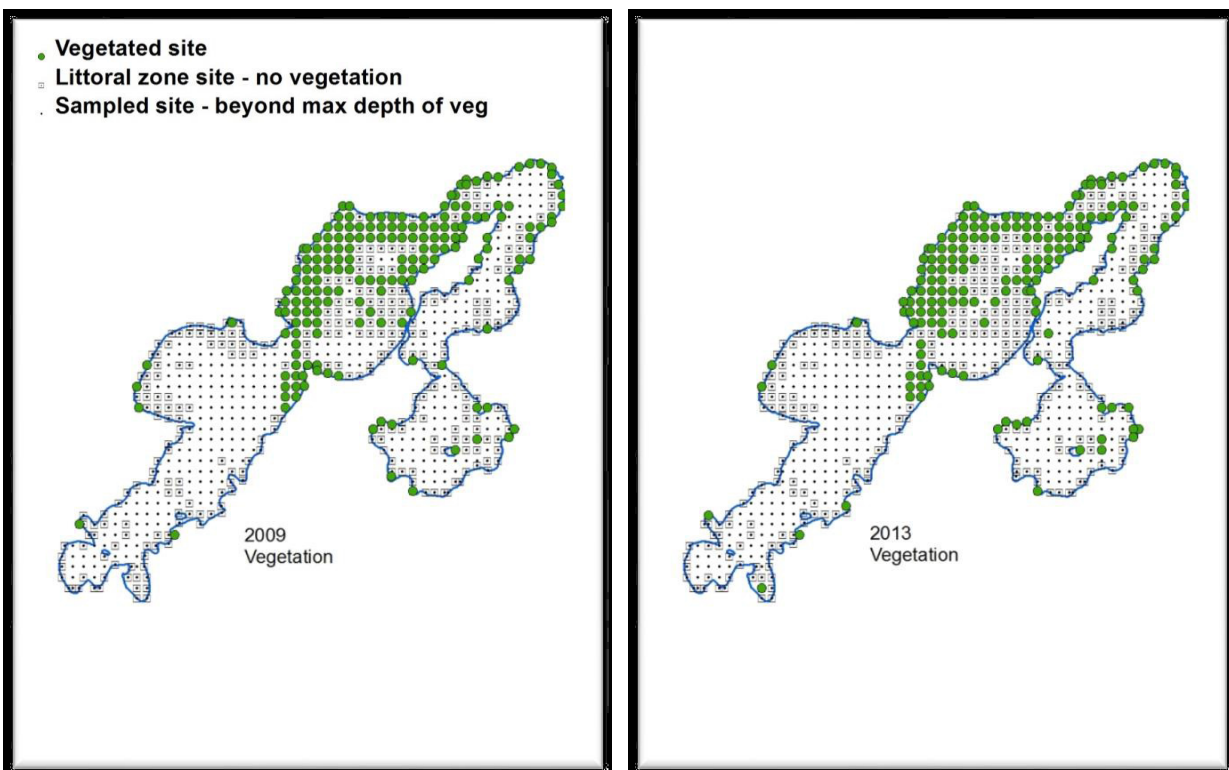 Vegetated site
Littoral zone site - no vegetation
Sampled site - beyond max depth of veg
2009
Vegetation
2013
Vegetation